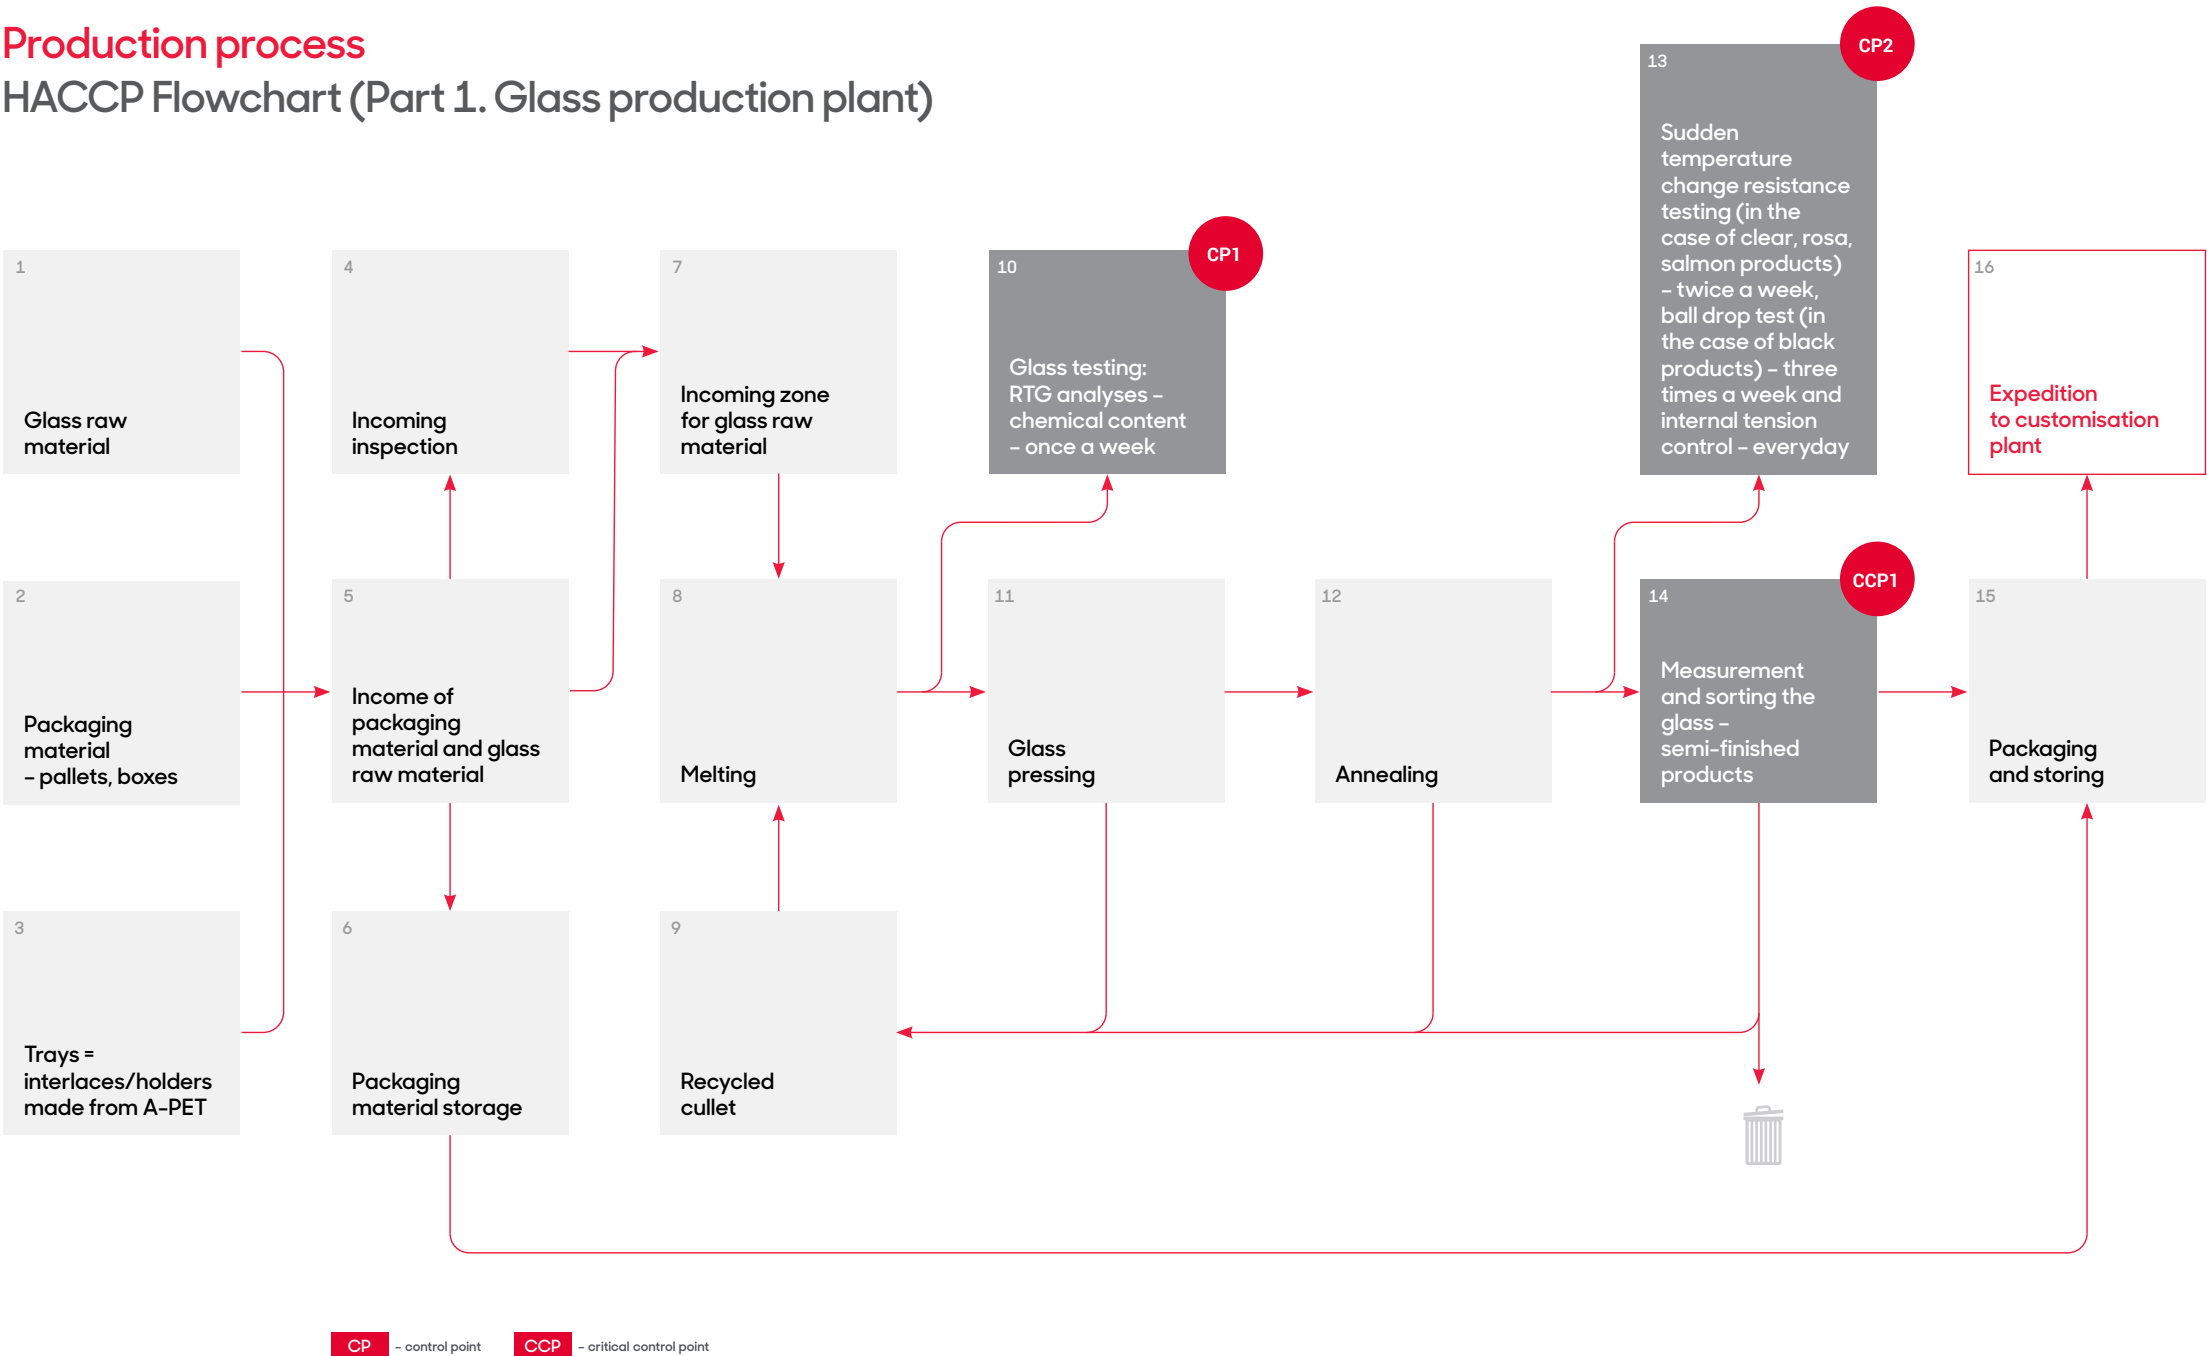 Production process
HACCP Flowchart (Part 1. Glass production plant)
1
Glass raw
material
2
Packaging
material
– pallets, boxes
3
Trays =
interlaces/holders
made from A-PET
4
Incoming
inspection
5
Income of
packaging
material and glass
raw material
6
Packaging
material storage
7
Incoming zone
for glass raw
material
8
Melting
9
Recycled
cullet
CP1
10
Glass testing:
RTG analyses –
chemical content
– once a week
11
Glass
pressing
12
Annealing
CP2
13
Sudden
temperature
change resistance
testing (in the
case of clear, rosa,
salmon products)
– twice a week,
ball drop test (in
the case of black
products) – three
times a week and
internal tension
control – everyday
CCP1
14
Measurement
and sorting the
glass –
semi-finished
products
15
Packaging
and storing
16
Expedition
to customisation
plant
CP – control point
CCP – critical control point